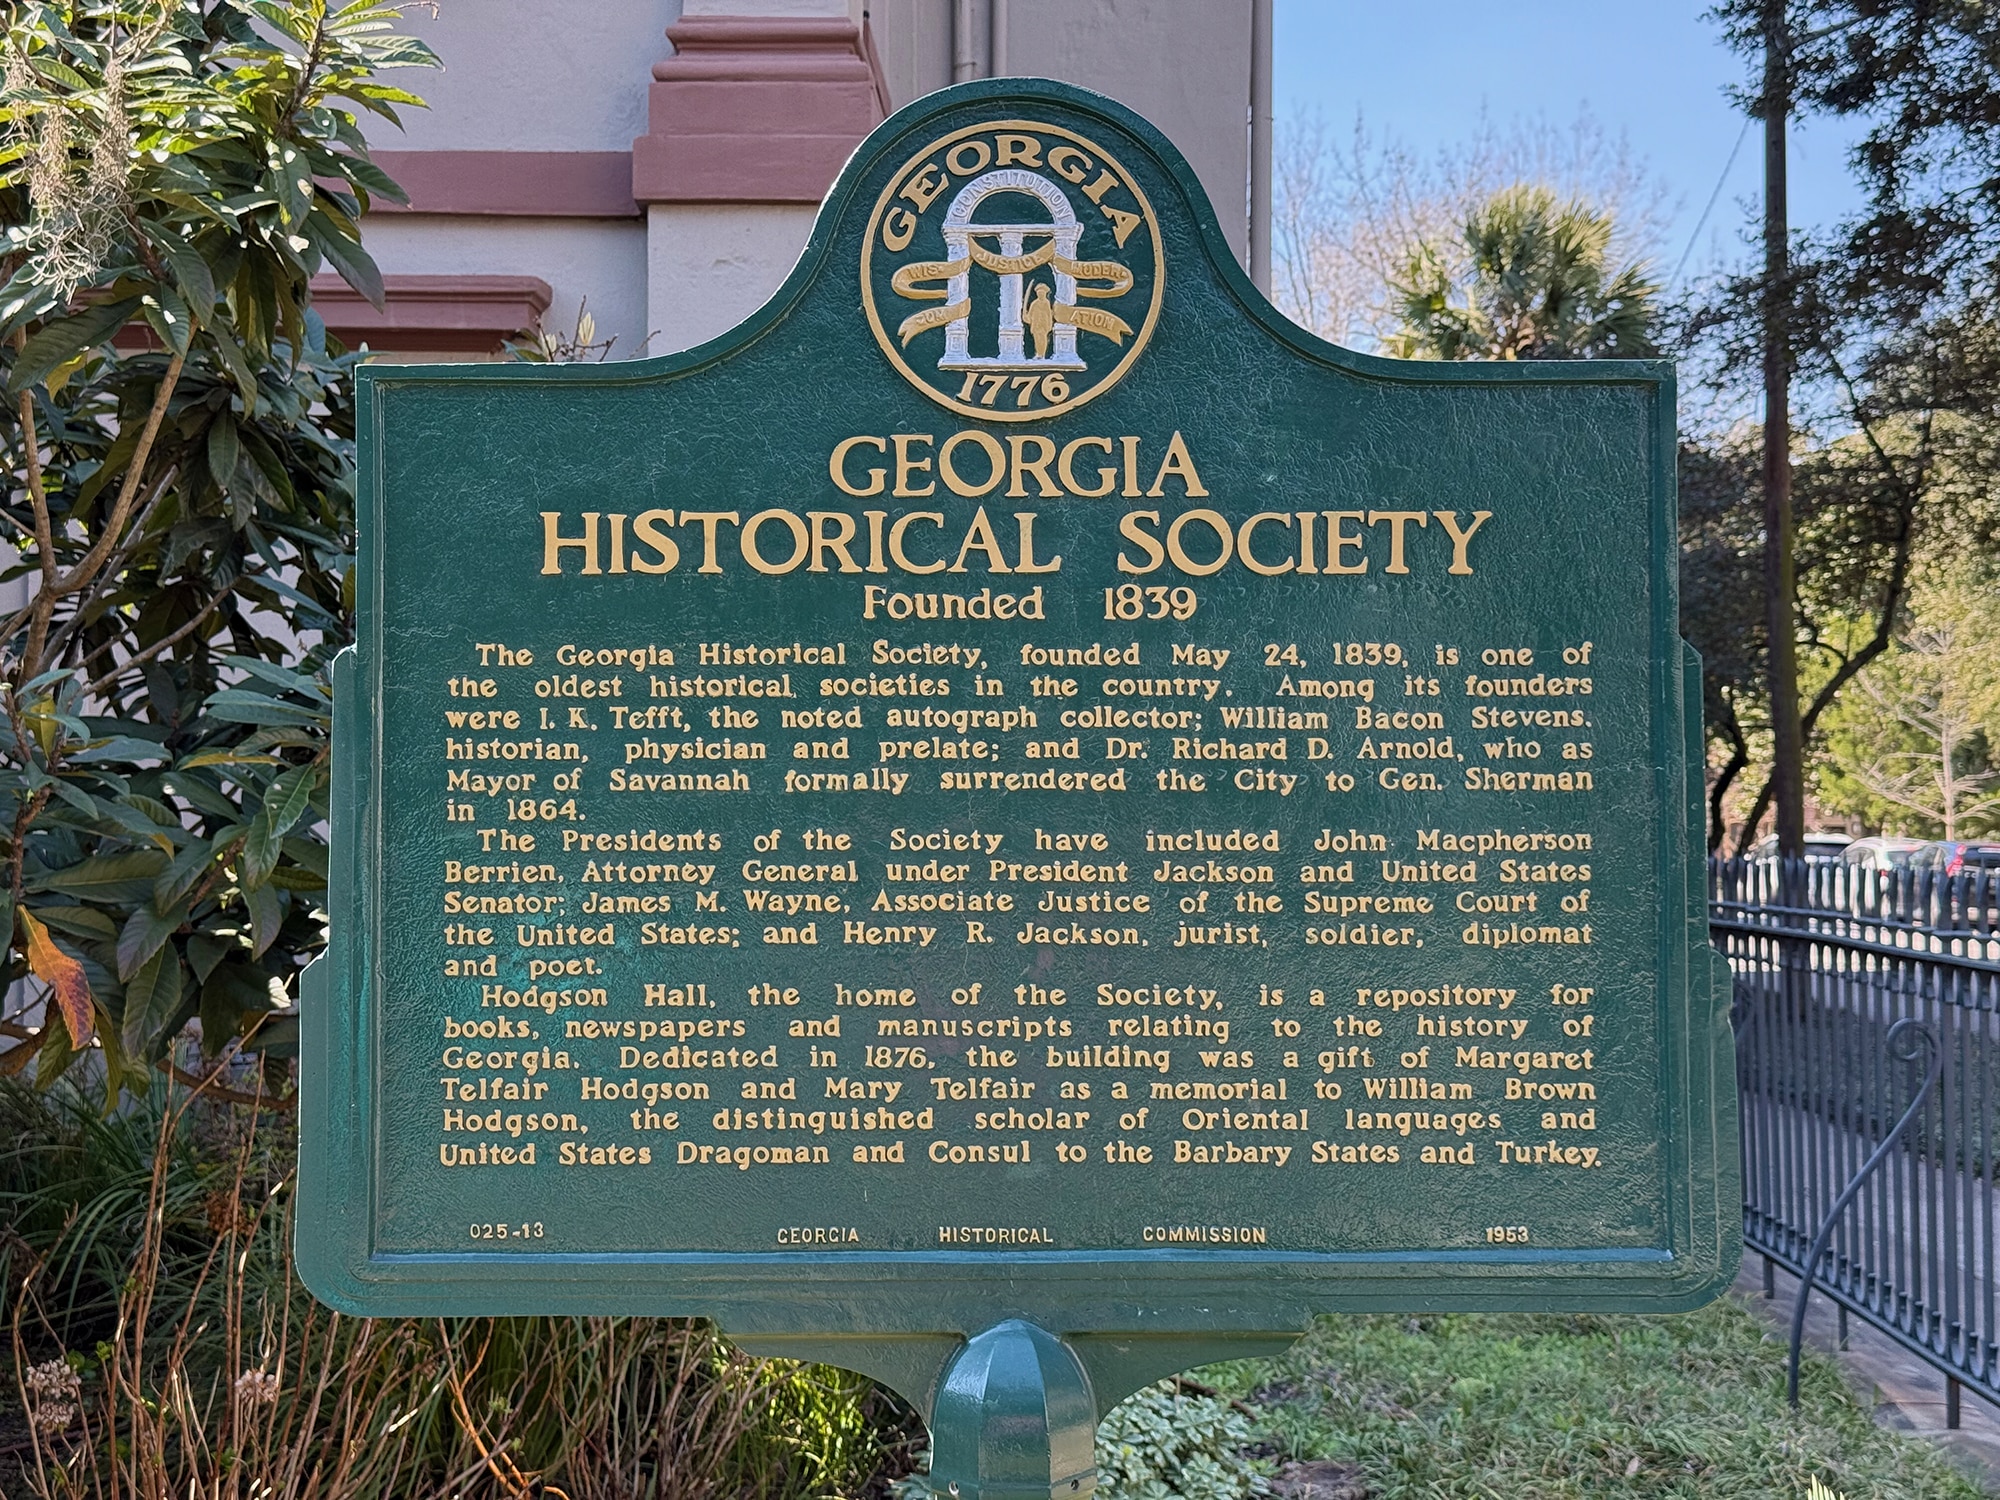 GEORGIA
CONSTITUTION
WIS- JUSTICE MODER-
DOM ATION
1776
GEORGIA
HISTORICAL SOCIETY
Founded 1839
The Georgia Historical Society, founded May 24, 1839, is one of
the oldest historical societies in the country. Among its founders
were I. K. Tefft, the noted autograph collector; William Bacon Stevens,
historian, physician and prelate; and Dr. Richard D. Arnold, who as
Mayor of Savannah formally surrendered the City to Gen. Sherman
in 1864.
The Presidents of the Society have included John Macpherson
Berrien, Attorney General under President Jackson and United States
Senator; James M. Wayne, Associate Justice of the Supreme Court of
the United States; and Henry R. Jackson, jurist, soldier, diplomat
and poet.
Hodgson Hall, the home of the Society, is a repository for
books, newspapers and manuscripts relating to the history of
Georgia. Dedicated in 1876, the building was a gift of Margaret
Telfair Hodgson and Mary Telfair as a memorial to William Brown
Hodgson, the distinguished scholar of Oriental languages and
United States Dragoman and Consul to the Barbary States and Turkey.
025-13 GEORGIA HISTORICAL COMMISSION 1953